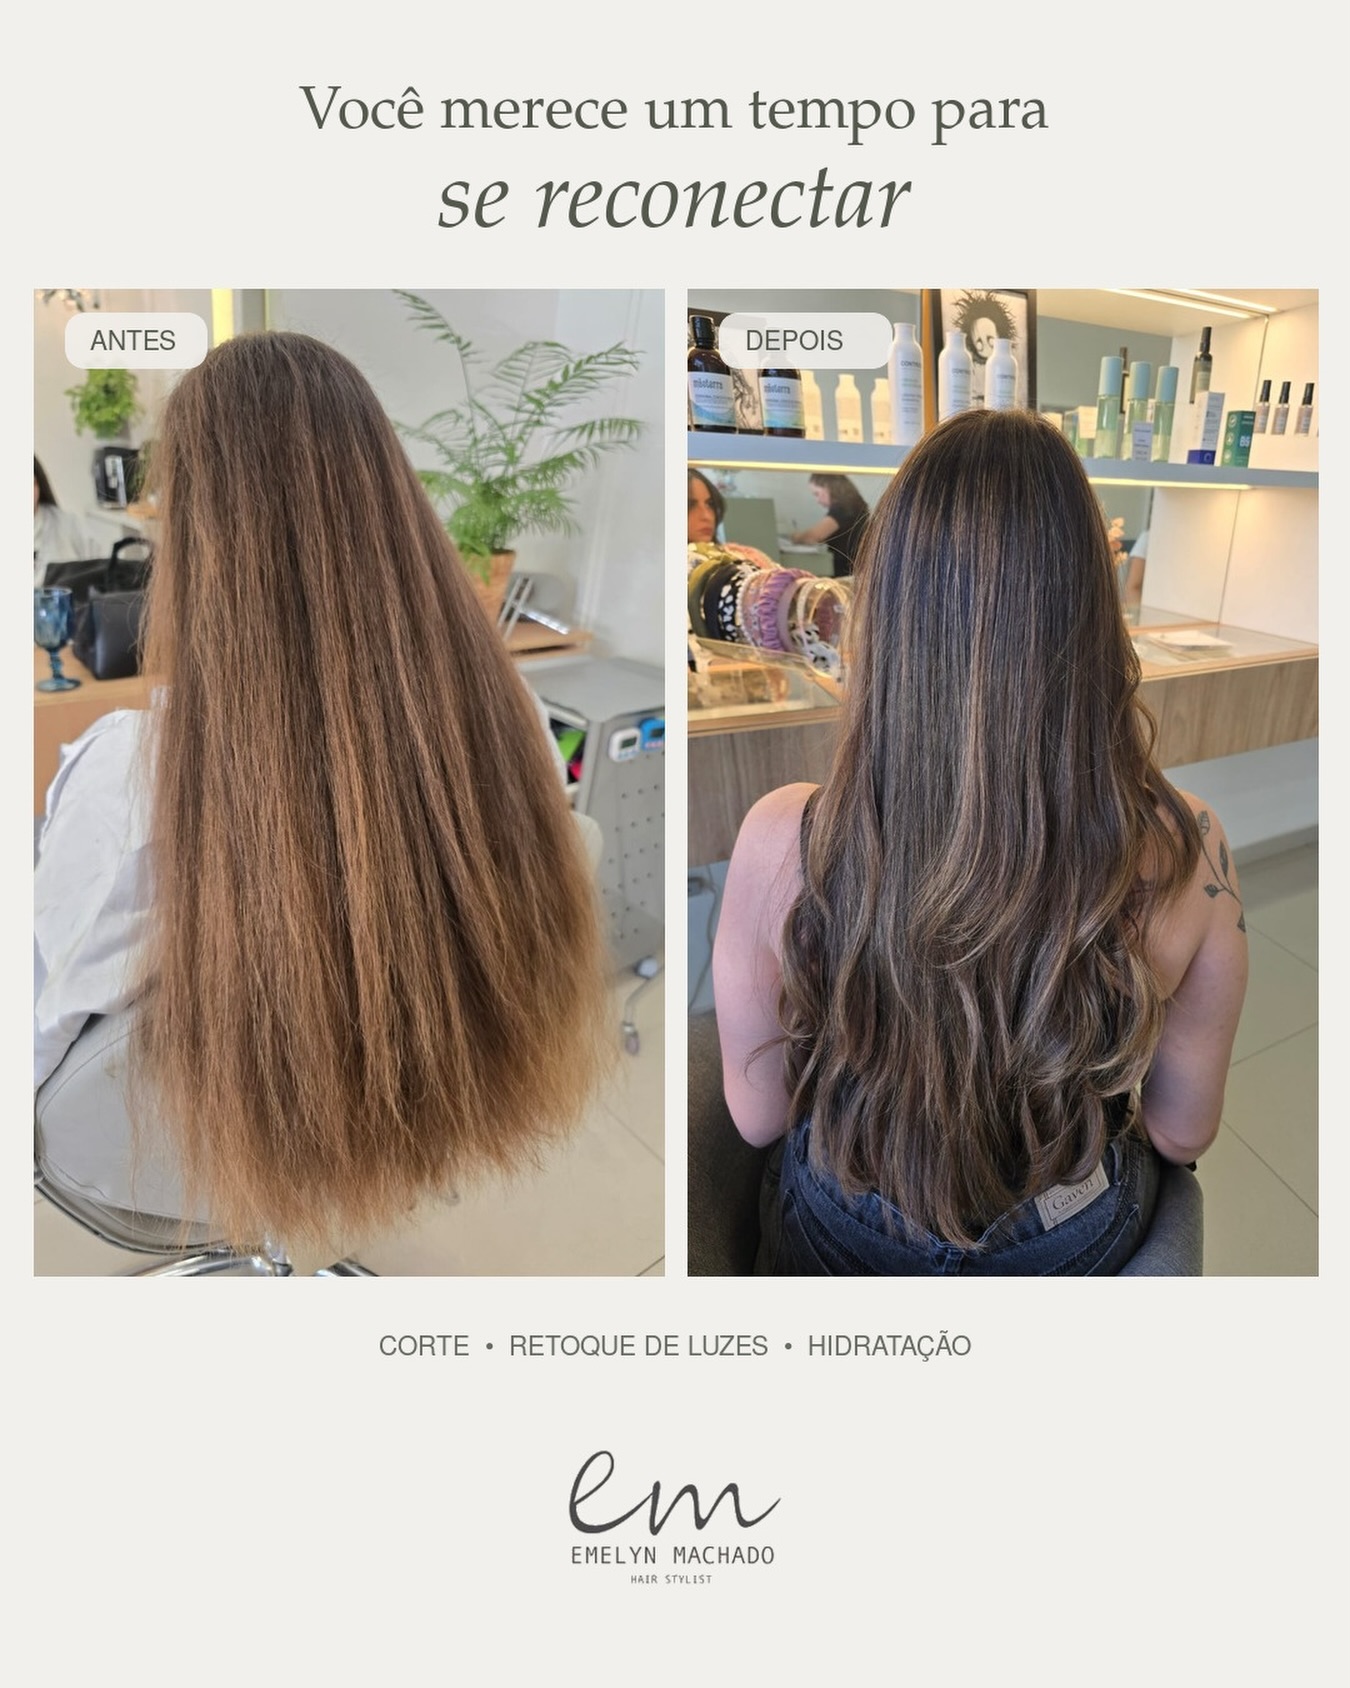 Você merece um tempo para
se reconectar
ANTES
DEPOIS
Gaven
CORTE • RETOQUE DE LUZES • HIDRATAÇÃO
em
EMELYN MACHADO
HAIR STYLIST